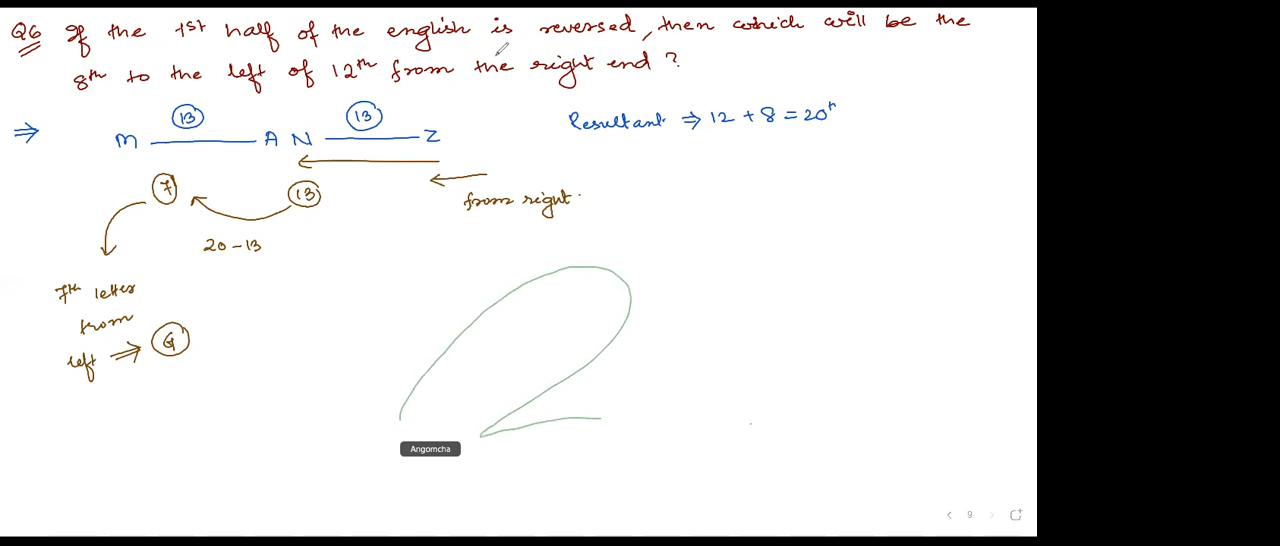 Q6 If the 1st half of the english is reversed, then which will be the
8th to the left of 12th from the right end ?
⇒ M 13 A N 13 Z
Resultant ⇒ 12 + 8 = 20th
7 13 from right.
20 - 13
7th letter
from
left ⇒ G
2
Angomcha
9